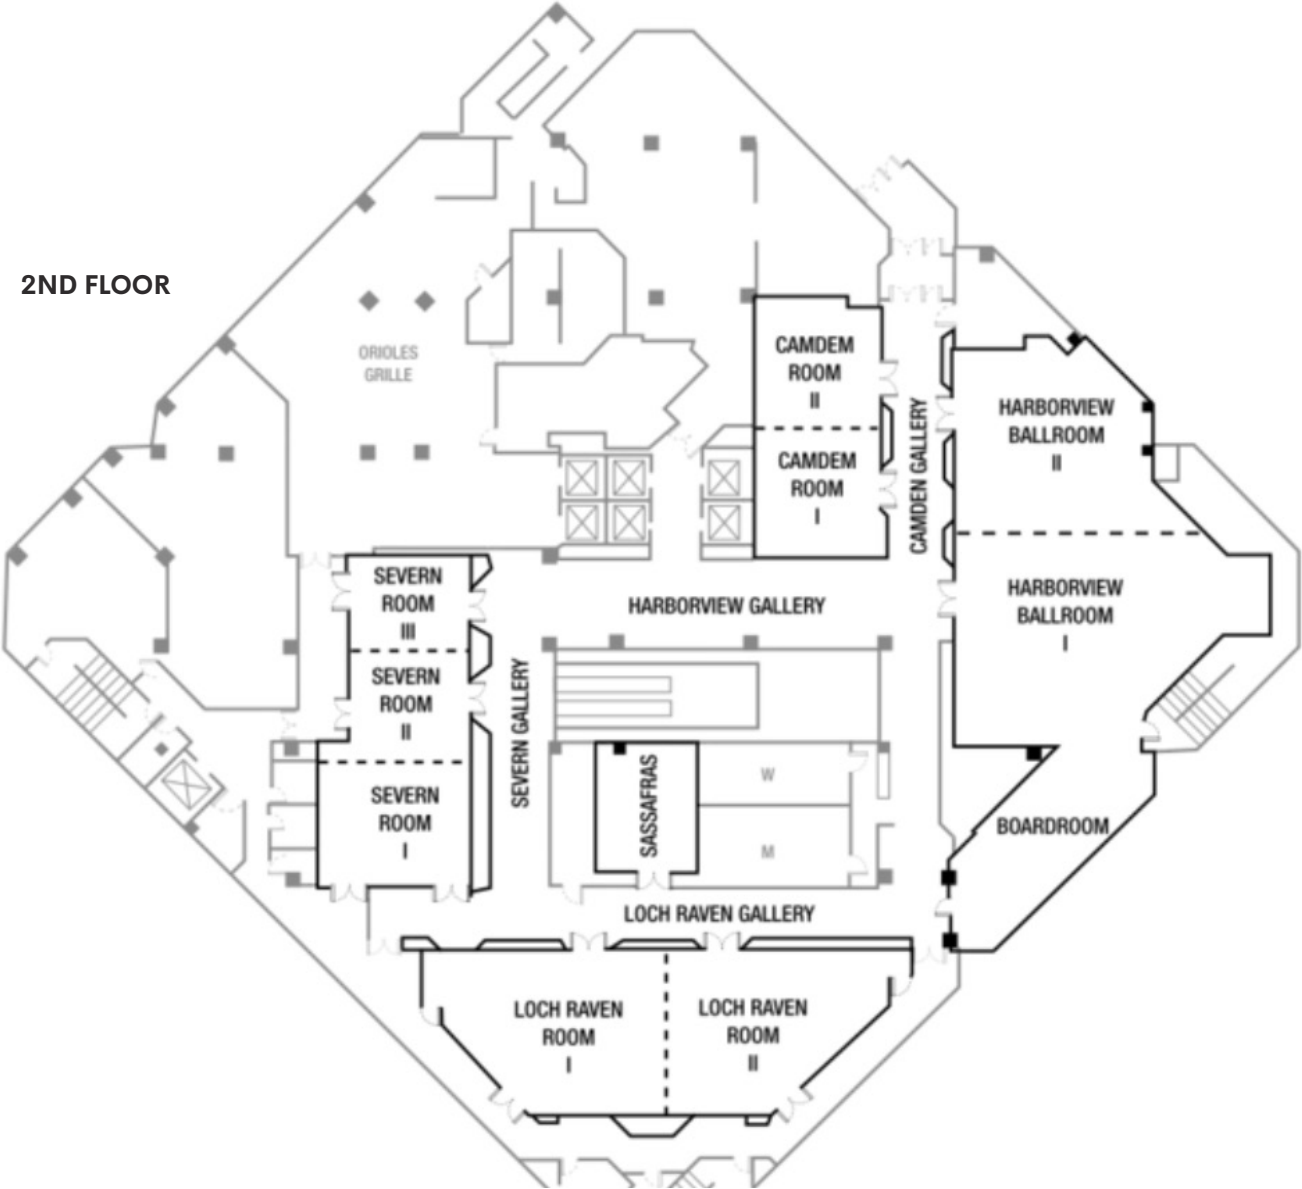 2ND FLOOR
ORIOLES
GRILLE
CAMDEM
ROOM
II
CAMDEM
ROOM
I
CAMDEN GALLERY
HARBORVIEW
BALLROOM
II
HARBORVIEW
BALLROOM
I
SEVERN
ROOM
III
SEVERN
ROOM
II
SEVERN
ROOM
I
SEVERN GALLERY
HARBORVIEW GALLERY
SASSAFRAS
W
M
BOARDROOM
LOCH RAVEN GALLERY
LOCH RAVEN
ROOM
I
LOCH RAVEN
ROOM
II